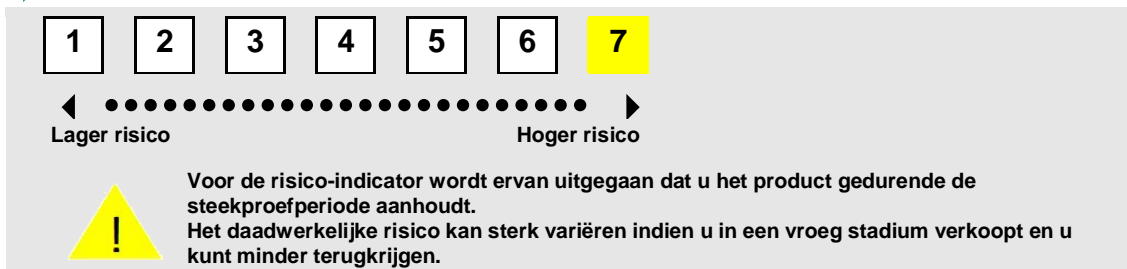 1 2 3 4 5 6 7
Lager risico Hoger risico
Voor de risico-indicator wordt ervan uitgegaan dat u het product gedurende de
steekproefperiode aanhoudt.
Het daadwerkelijke risico kan sterk variëren indien u in een vroeg stadium verkoopt en u
kunt minder terugkrijgen.
!